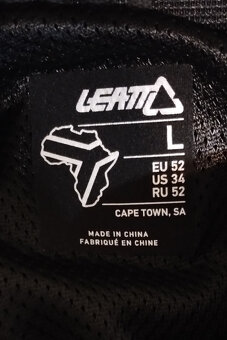 LEATT
L
EU 52
US 34
RU 52
CAPE TOWN, SA
MADE IN CHINA
FABRIQUÉ EN CHINE